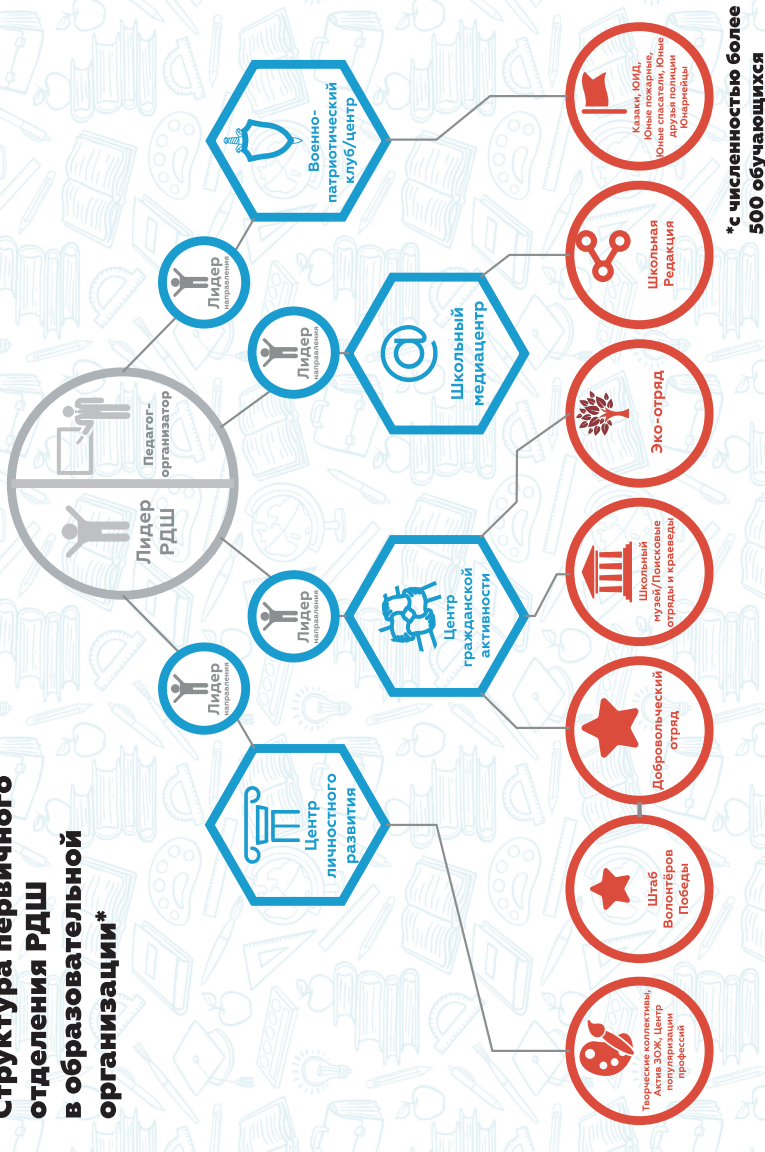 Структура первичного
отделения РДШ
в образовательной
организации*
Лидер
РДШ
Педагог-
организатор
Лидер
направления
Лидер
направления
Лидер
направления
Лидер
направления
Центр
личностного
развития
Центр
гражданской
активности
Школьный
медиацентр
Военно-
патриотический
клуб/центр
Творческие коллективы,
Актив ЗОЖ, Центр
популяризации
профессий
Штаб
Волонтёров
Победы
Добровольческий
отряд
Школьный
музей/Поисковые
отряды и краеведы
Эко-отряд
Школьная
Редакция
Казаки, ЮИД,
Юные пожарные,
Юные спасатели, Юные
друзья полиции
Юнармейцы
*с численностью более
500 обучающихся